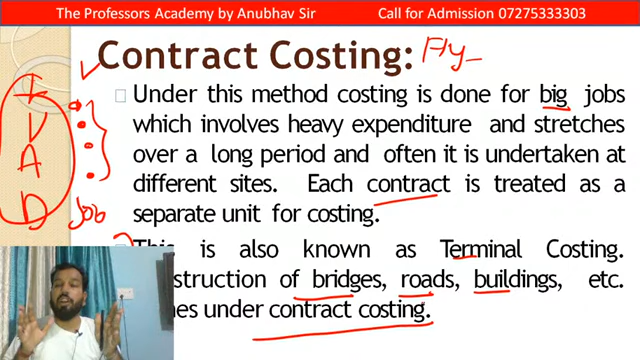 The Professors Academy by Anubhav Sir Call for Admission 07275333303
Contract Costing: Fly
Under this method costing is done for big jobs
which involves heavy expenditure and stretches
over a long period and often it is undertaken at
different sites. Each contract is treated as a
separate unit for costing.
Job
This is also known as Terminal Costing.
of bridges, roads, buildings, etc.
under contract costing.